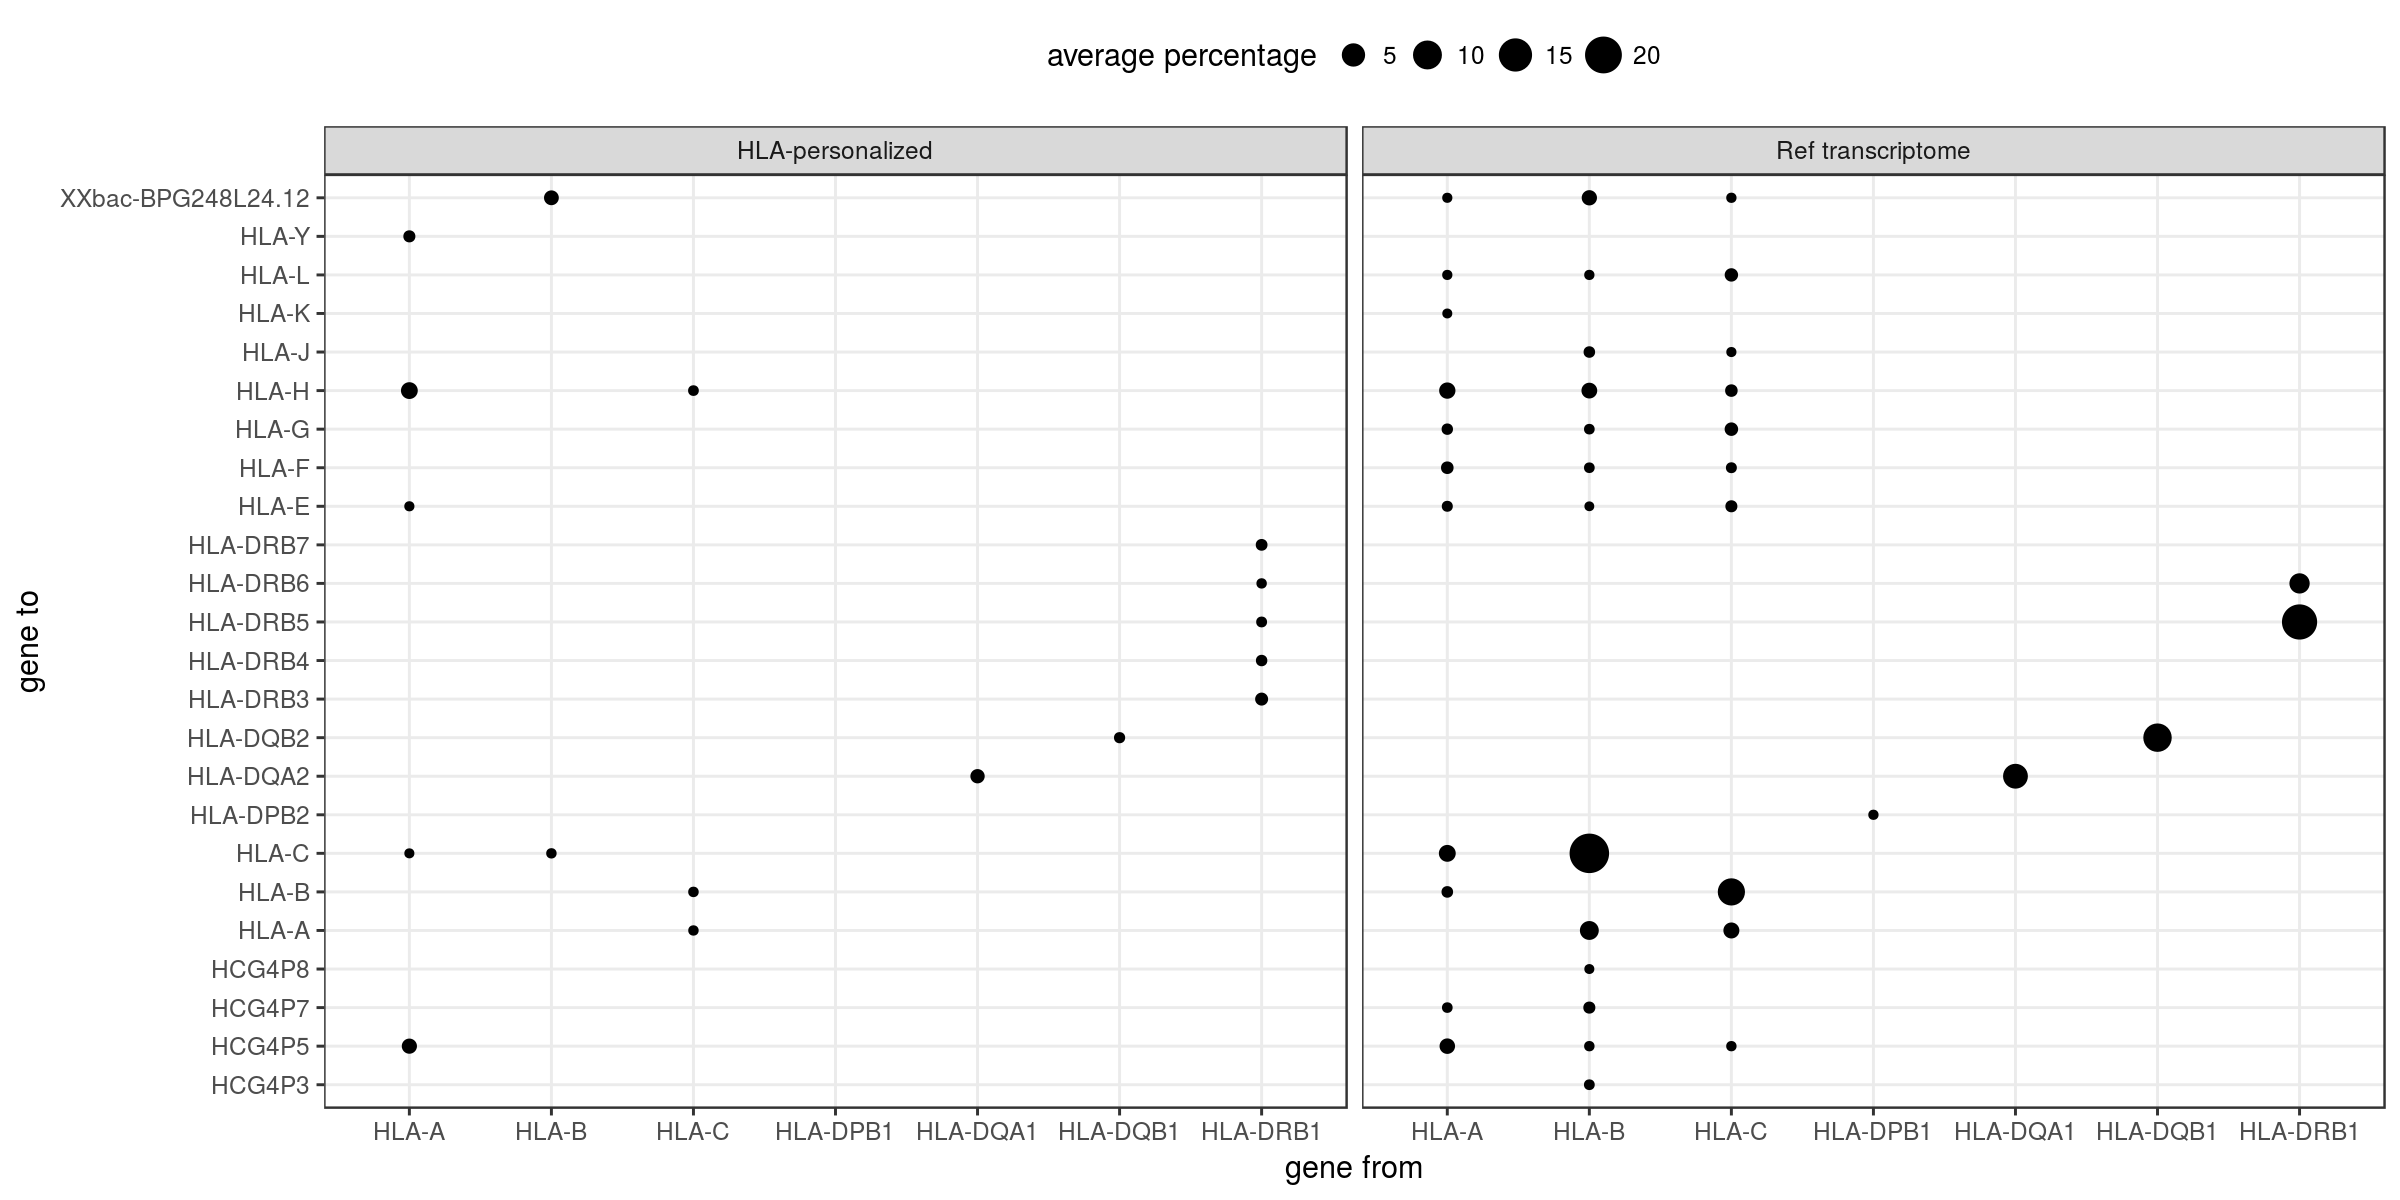 average percentage 5 10 15 20
HLA-personalized Ref transcriptome
XXbac-BPG248L24.12
HLA-Y
HLA-L
HLA-K
HLA-J
HLA-H
HLA-G
HLA-F
HLA-E
HLA-DRB7
HLA-DRB6
HLA-DRB5
HLA-DRB4
HLA-DRB3
HLA-DQB2
HLA-DQA2
HLA-DPB2
HLA-C
HLA-B
HLA-A
HCG4P8
HCG4P7
HCG4P5
HCG4P3
gene to
HLA-A HLA-B HLA-C HLA-DPB1 HLA-DQA1 HLA-DQB1 HLA-DRB1 HLA-A HLA-B HLA-C HLA-DPB1 HLA-DQA1 HLA-DQB1 HLA-DRB1
gene from